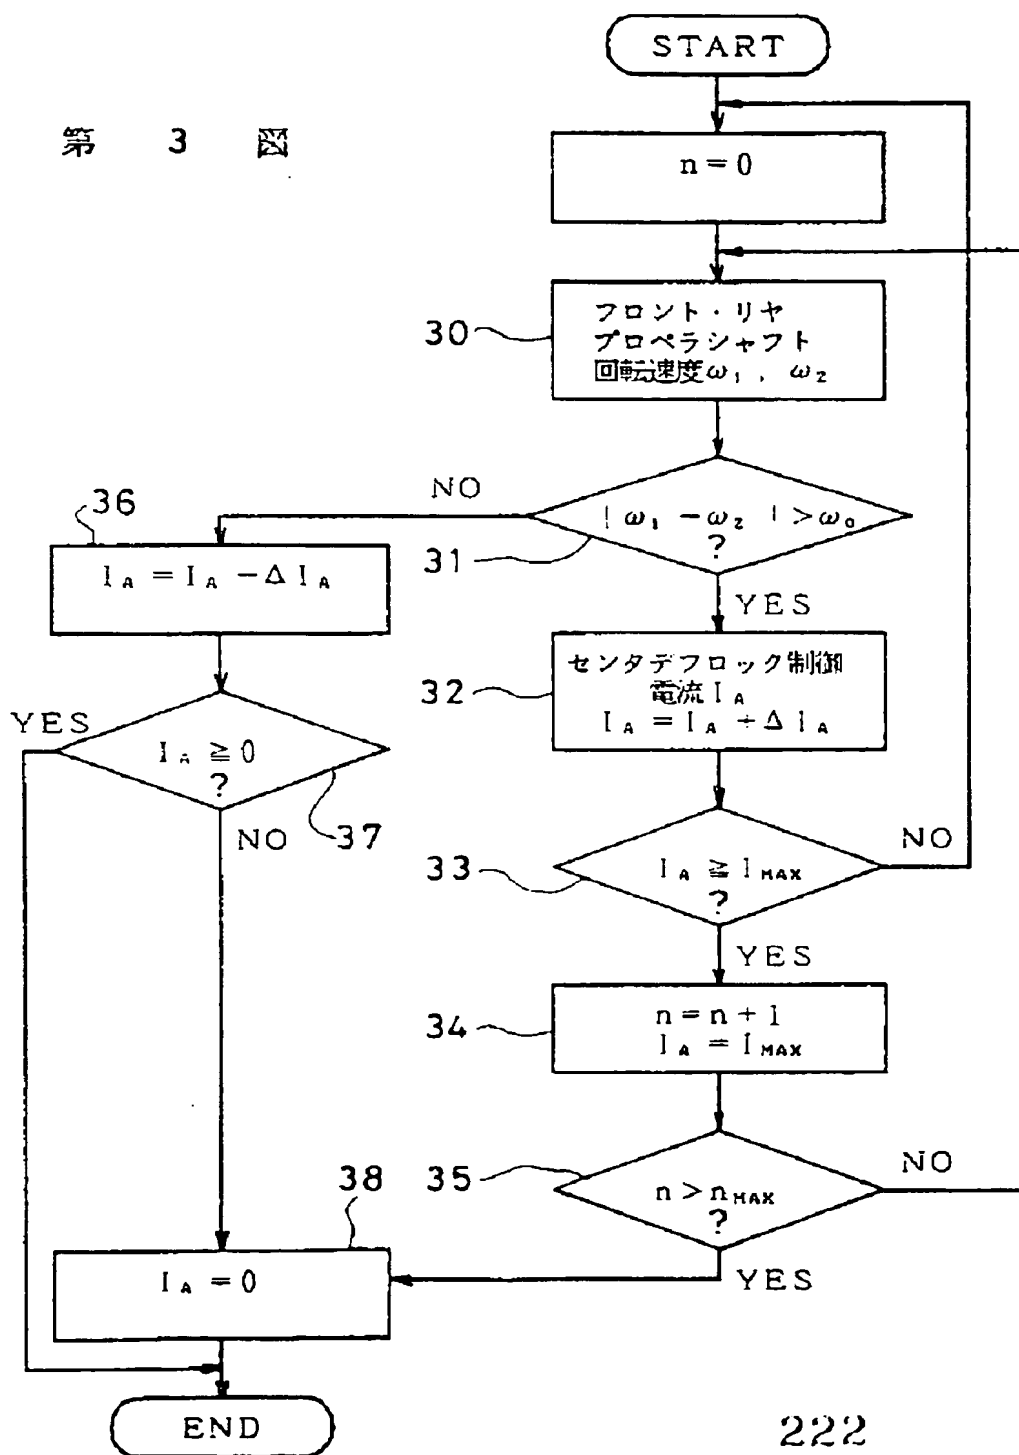 START
第 3 図
n = 0
30
フロント・リヤ
プロペラシャフト
回転速度ω₁, ω₂
NO
| ω₁ - ω₂ | > ω₀
?
31
YES
36
I_A = I_A - Δ I_A
32
センタデフロック制御
電流 I_A
I_A = I_A + Δ I_A
YES
I_A ≧ 0
?
NO
37
33
I_A ≧ I_MAX
?
NO
YES
34
n = n + 1
I_A = I_MAX
35
n > n_MAX
?
NO
YES
38
I_A = 0
END
222